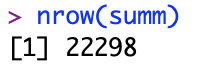 > nrow(summ)
[1] 22298